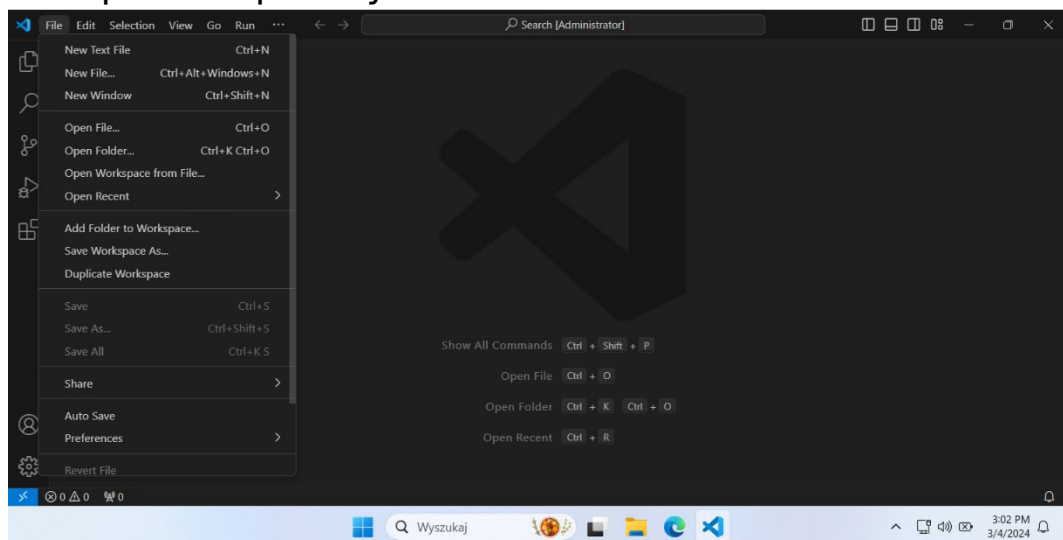 File Edit Selection View Go Run ... Search [Administrator]
New Text File Ctrl+N
New File... Ctrl+Alt+Windows+N
New Window Ctrl+Shift+N
Open File... Ctrl+O
Open Folder... Ctrl+K Ctrl+O
Open Workspace from File...
Open Recent
Add Folder to Workspace...
Save Workspace As...
Duplicate Workspace
Save Ctrl+S
Save As... Ctrl+Shift+S
Save All Ctrl+K S
Share
Auto Save
Preferences
Revert File
Show All Commands Ctrl + Shift + P
Open File Ctrl + O
Open Folder Ctrl + K Ctrl + O
Open Recent Ctrl + R
0 0 0
Wyszukaj
3:02 PM
3/4/2024